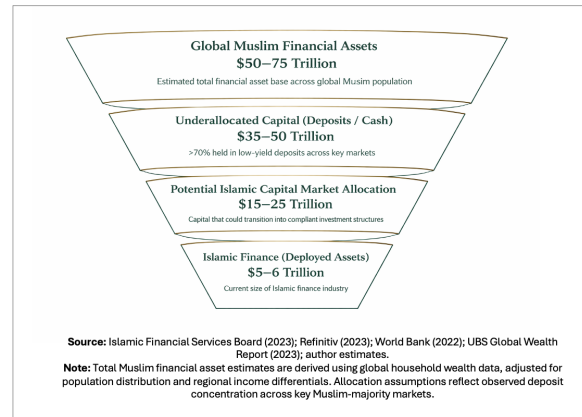 Global Muslim Financial Assets
$50–75 Trillion
Estimated total financial asset base across global Musim population
Underallocated Capital (Deposits / Cash)
$35–50 Trillion
>70% held in low-yield deposits across key markets
Potential Islamic Capital Market Allocation
$15–25 Trillion
Capital that could transition into compliant investment structures
Islamic Finance (Deployed Assets)
$5–6 Trillion
Current size of Islamic finance industry
Source: Islamic Financial Services Board (2023); Refinitiv (2023); World Bank (2022); UBS Global Wealth
Report (2023); author estimates.
Note: Total Muslim financial asset estimates are derived using global household wealth data, adjusted for
population distribution and regional income differentials. Allocation assumptions reflect observed deposit
concentration across key Muslim-majority markets.